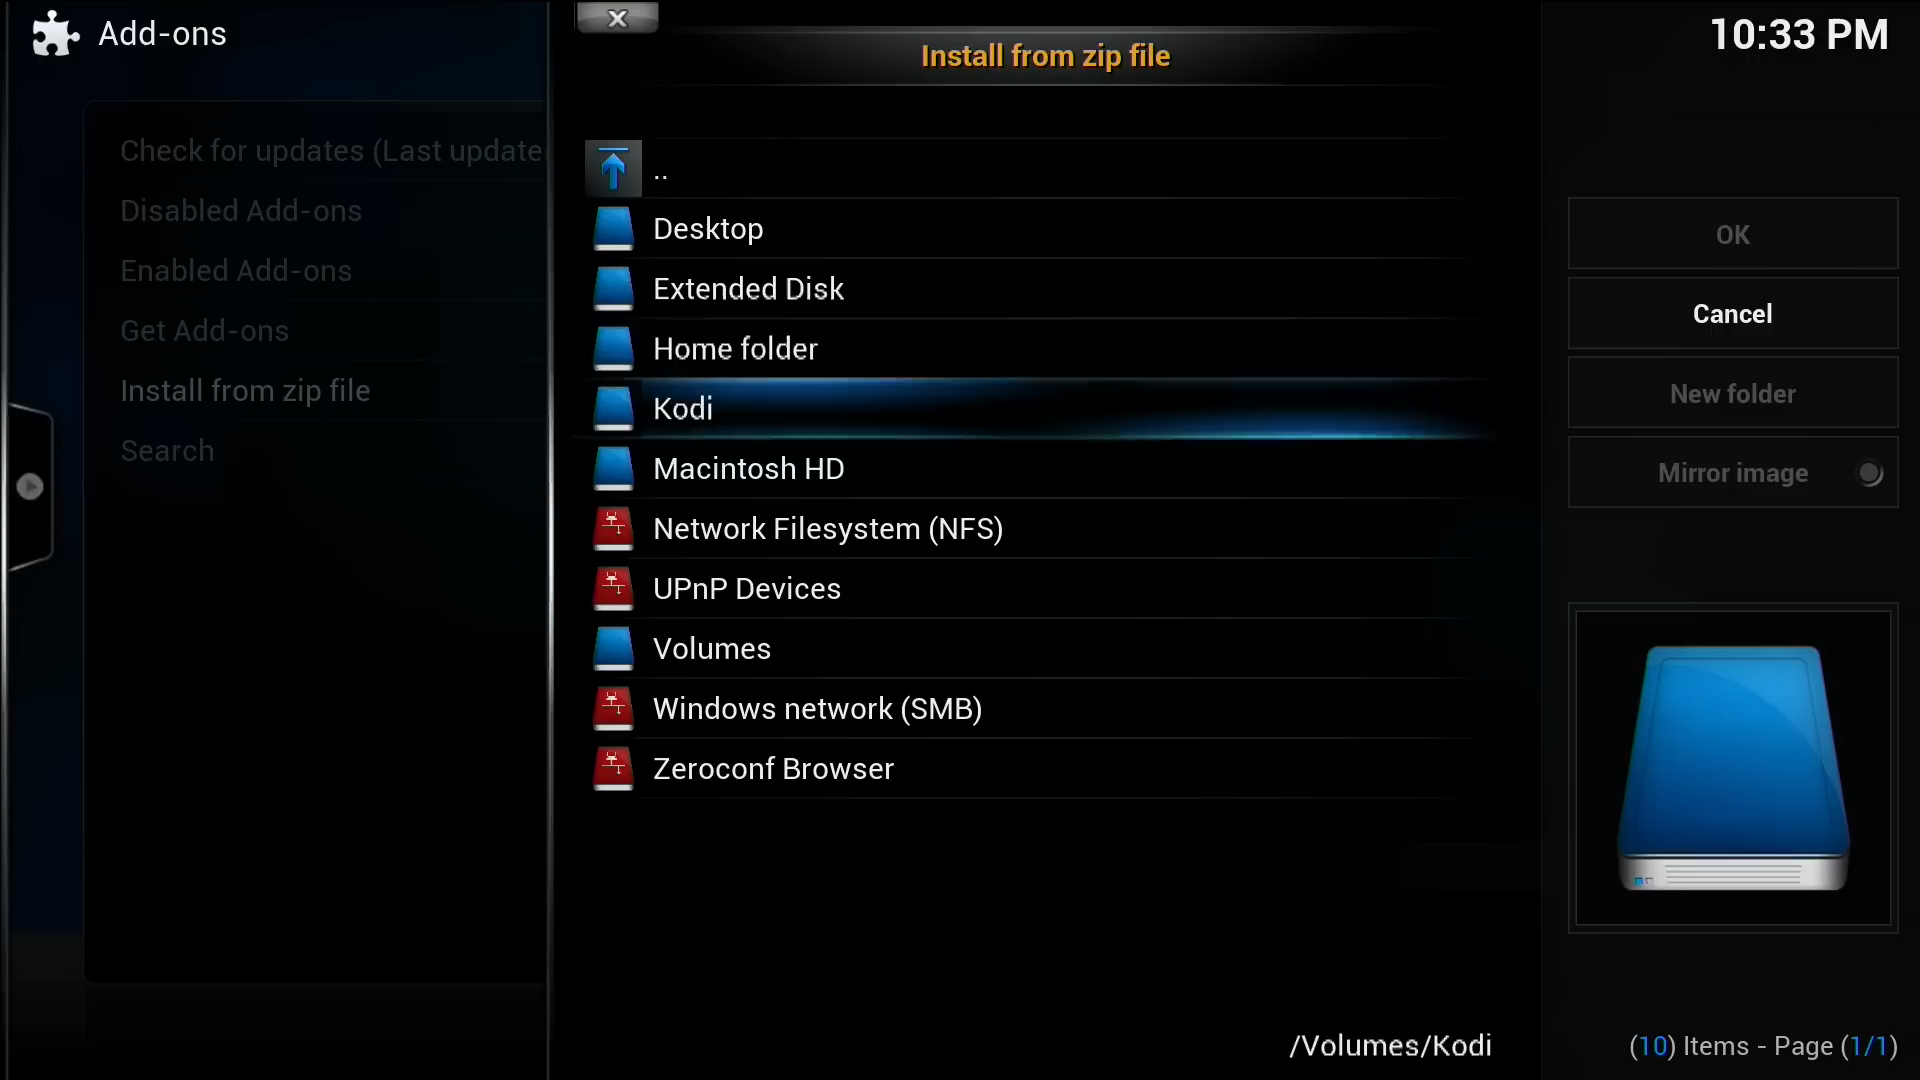 Add-ons
Check for updates (Last update
Disabled Add-ons
Enabled Add-ons
Get Add-ons
Install from zip file
Search
X
Install from zip file
..
Desktop
Extended Disk
Home folder
Kodi
Macintosh HD
Network Filesystem (NFS)
UPnP Devices
Volumes
Windows network (SMB)
Zeroconf Browser
/Volumes/Kodi
10:33 PM
OK
Cancel
New folder
Mirror image
(10) Items - Page (1/1)